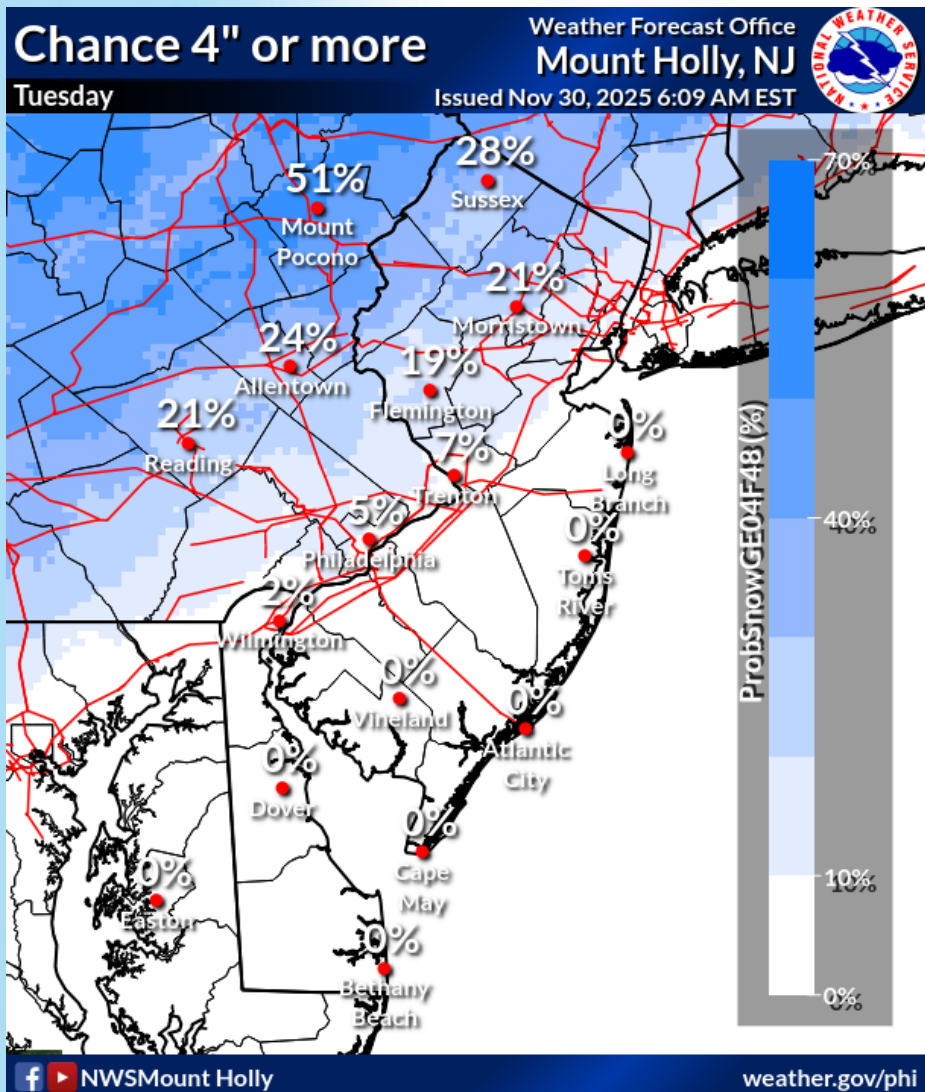 Chance 4" or more
Tuesday
Weather Forecast Office
Mount Holly, NJ
Issued Nov 30, 2025 6:09 AM EST
NATIONAL WEATHER SERVICE
70%
40%
10%
0%
ProbSnowGE04F48 (%)
51%
Mount
Pocono
28%
Sussex
21%
Morristown
24%
Allentown
19%
Flemington
21%
Reading
7%
Trenton
0%
Long
Branch
5%
Philadelphia
0%
Toms
River
2%
Wilmington
0%
Vineland
0%
Atlantic
City
0%
Dover
0%
Cape
May
0%
Easton
0%
Bethany
Beach
NWSMount Holly
weather.gov/phi